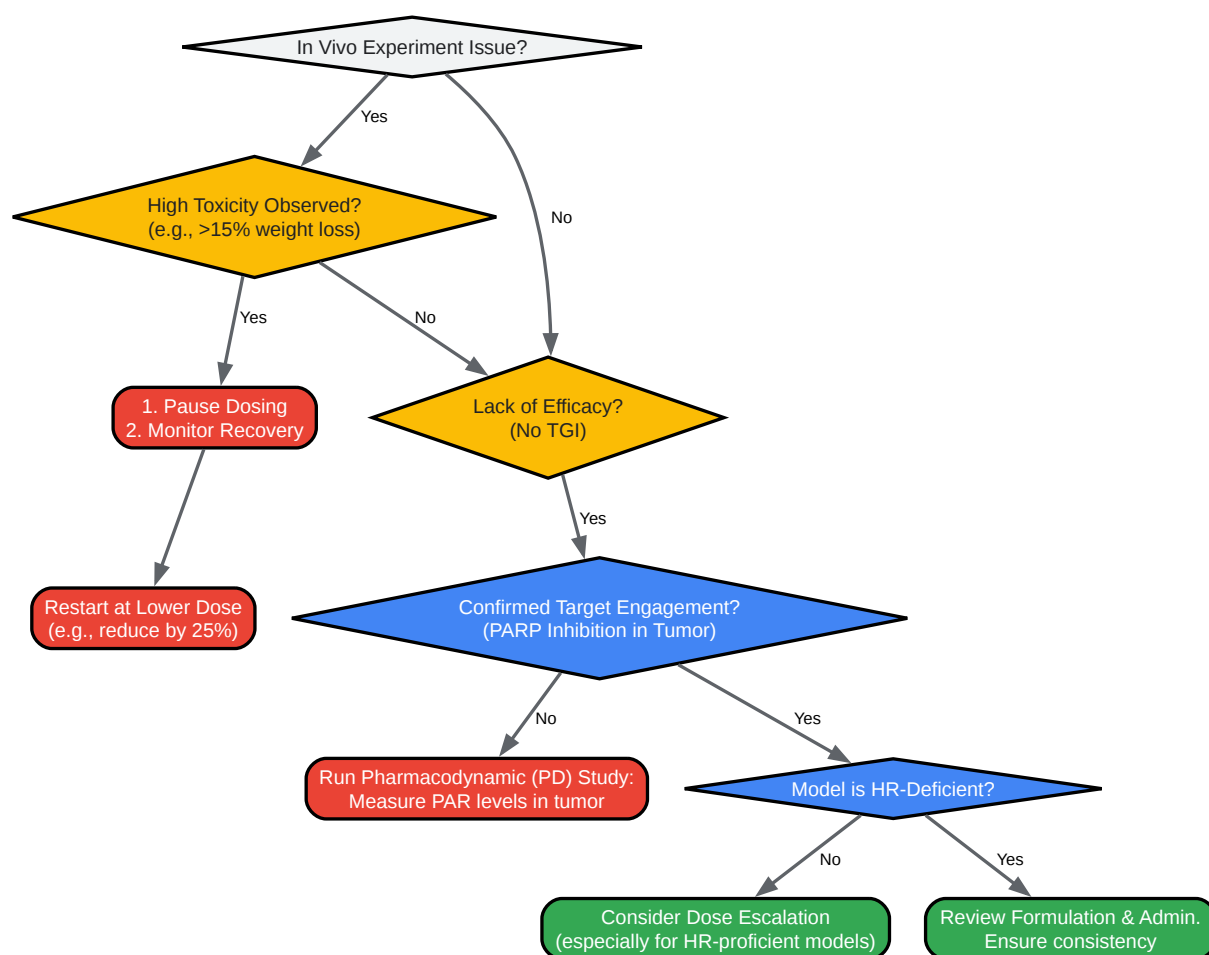 In Vivo Experiment Issue?
Yes
High Toxicity Observed?
(e.g., >15% weight loss)
No
Yes
No
1. Pause Dosing
2. Monitor Recovery
Lack of Efficacy?
(No TGI)
Yes
Restart at Lower Dose
(e.g., reduce by 25%)
Confirmed Target Engagement?
(PARP Inhibition in Tumor)
No
Yes
Run Pharmacodynamic (PD) Study:
Measure PAR levels in tumor
Model is HR-Deficient?
No
Yes
Consider Dose Escalation
(especially for HR-proficient models)
Review Formulation & Admin.
Ensure consistency